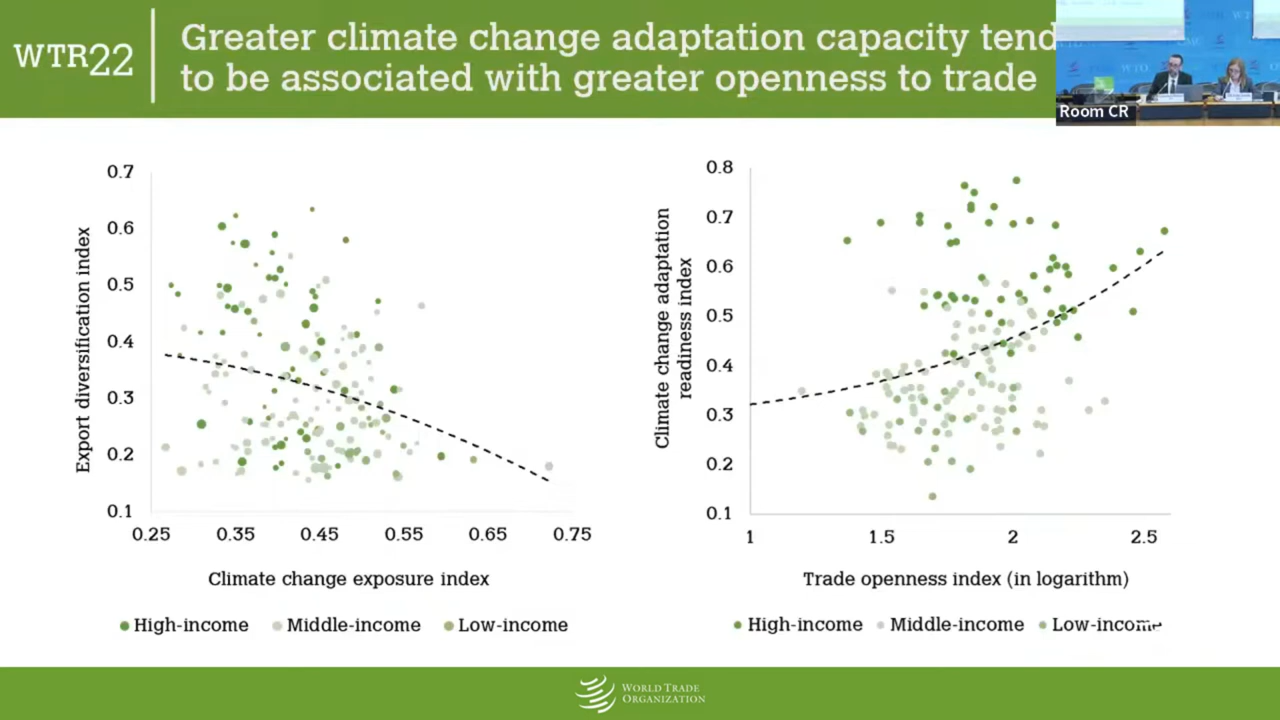 WTR22
Greater climate change adaptation capacity tend
to be associated with greater openness to trade
WTO
Room CR
Export diversification index
0.7
0.6
0.5
0.4
0.3
0.2
0.1
0.25 0.35 0.45 0.55 0.65 0.75
Climate change exposure index
High-income Middle-income Low-income
Climate change adaptation
readiness index
0.8
0.7
0.6
0.5
0.4
0.3
0.2
0.1
1 1.5 2 2.5
Trade openness index (in logarithm)
High-income Middle-income Low-income
WORLD TRADE
ORGANIZATION